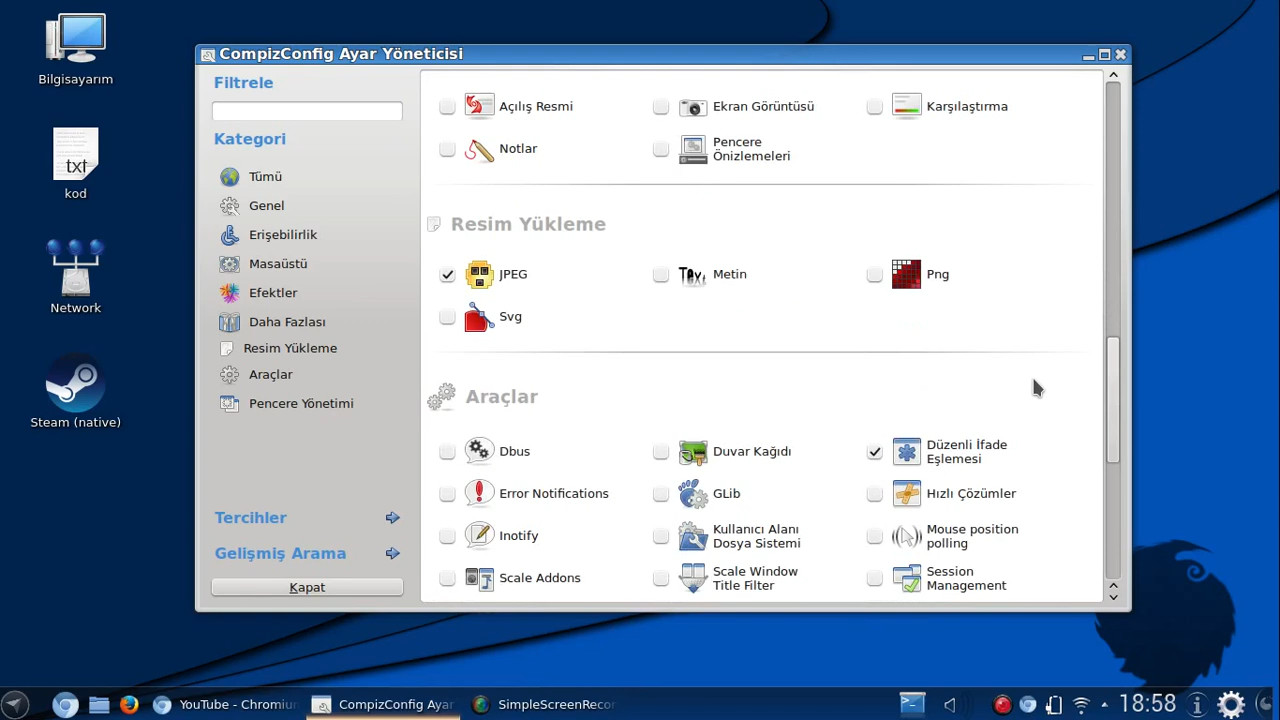 CompizConfig Ayar Yöneticisi
Bilgisayarım
txt
kod
Network
Steam (native)
Filtrele
Kategori
Tümü
Genel
Erişebilirlik
Masaüstü
Efektler
Daha Fazlası
Resim Yükleme
Araçlar
Pencere Yönetimi
Tercihler
Gelişmiş Arama
Kapat
Açılış Resmi
Ekran Görüntüsü
Karşılaştırma
Notlar
Pencere
Önizlemeleri
Resim Yükleme
JPEG
Text
Metin
Png
Svg
Araçlar
Dbus
Duvar Kağıdı
Düzenli İfade
Eşlemesi
Error Notifications
GLib
Hızlı Çözümler
Inotify
Kullanıcı Alanı
Dosya Sistemi
Mouse position
polling
Scale Addons
Scale Window
Title Filter
Session
Management
YouTube - Chromiu
CompizConfig Ayar
SimpleScreenRecor
18:58